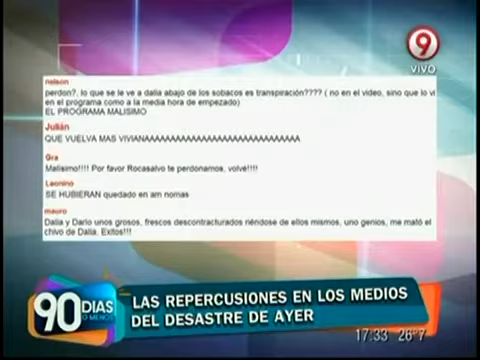 9
VIVO
nelson
perdon?, lo que se le ve a dalia abajo de los sobacos es transpiración???? ( no en el video, sino que lo vi
en el programa como a la media hora de empezado)
EL PROGRAMA MALISIMO
Julián
QUE VUELVA MAS VIVIANAAAAAAAAAAAAAAAAAAAAAAAAAAAAA
Gra
Malísimo!!!! Por favor Rocasalvo te perdonamos, volvé!!!!
Leonino
SE HUBIERAN quedado en am nomas
mauro
Dalia y Darío unos grosos, frescos descontracturados riéndose de ellos mismos, uno genios, me mató el
chivo de Dalia. Exitos!!!
90 DIAS
O MENOS
LAS REPERCUSIONES EN LOS MEDIOS
DEL DESASTRE DE AYER
17:33 26°7